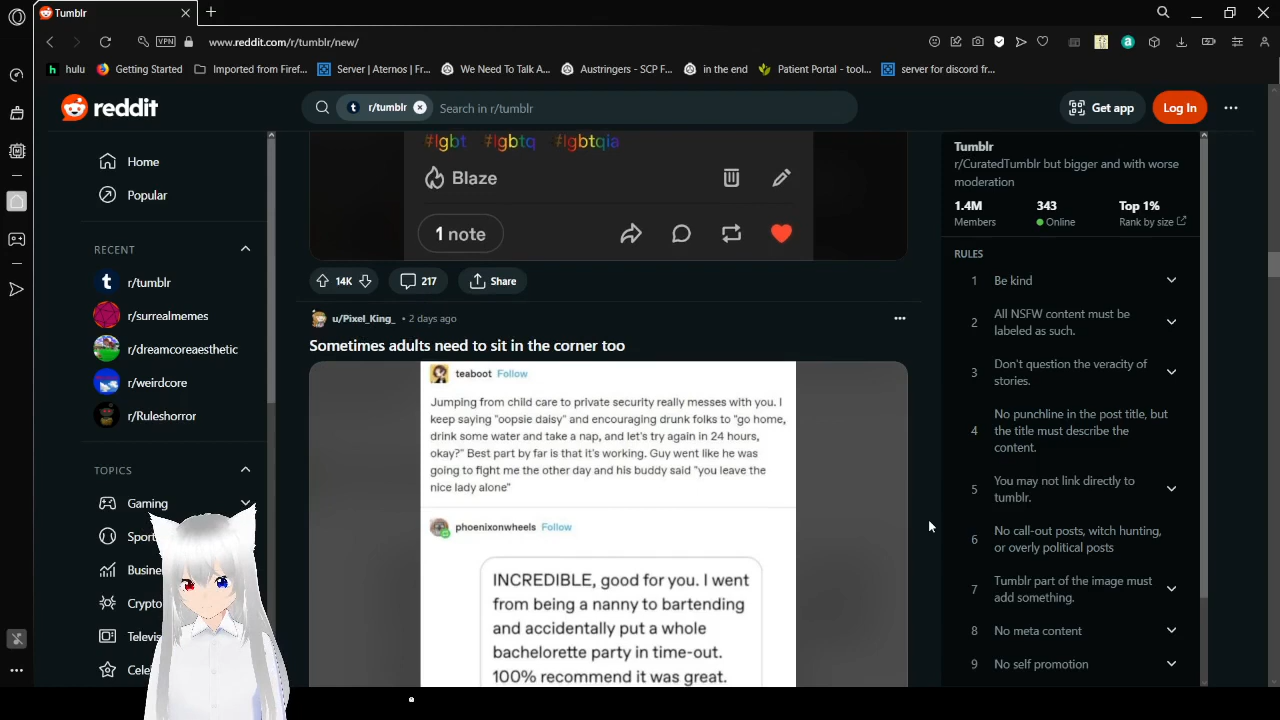 Tumblr
VPN
www.reddit.com/r/tumblr/new/
hulu
Getting Started
Imported from Firef...
Server | Aternos | Fr...
We Need To Talk A...
Austringers - SCP F...
in the end
Patient Portal - tool...
server for discord fr...
reddit
r/tumblr
Search in r/tumblr
Get app
Log In
Home
Popular
RECENT
r/tumblr
r/surrealmemes
r/dreamcoreaesthetic
r/weirdcore
r/Ruleshorror
TOPICS
Gaming
Sport
Busine
Crypto
Televis
Cele
#lgbt #lgbtq #lgbtqia
Blaze
1 note
14K
217
Share
u/Pixel_King_ • 2 days ago
Sometimes adults need to sit in the corner too
teaboot Follow
Jumping from child care to private security really messes with you. I
keep saying "oopsie daisy" and encouraging drunk folks to "go home,
drink some water and take a nap, and let's try again in 24 hours,
okay?" Best part by far is that it's working. Guy went like he was
going to fight me the other day and his buddy said "you leave the
nice lady alone"
phoenixonwheels Follow
INCREDIBLE, good for you. I went
from being a nanny to bartending
and accidentally put a whole
bachelorette party in time-out.
100% recommend it was great.
Tumblr
r/CuratedTumblr but bigger and with worse
moderation
1.4M
Members
343
Online
Top 1%
Rank by size
RULES
1 Be kind
2 All NSFW content must be
labeled as such.
3 Don't question the veracity of
stories.
4 No punchline in the post title, but
the title must describe the
content.
5 You may not link directly to
tumblr.
6 No call-out posts, witch hunting,
or overly political posts
7 Tumblr part of the image must
add something.
8 No meta content
9 No self promotion